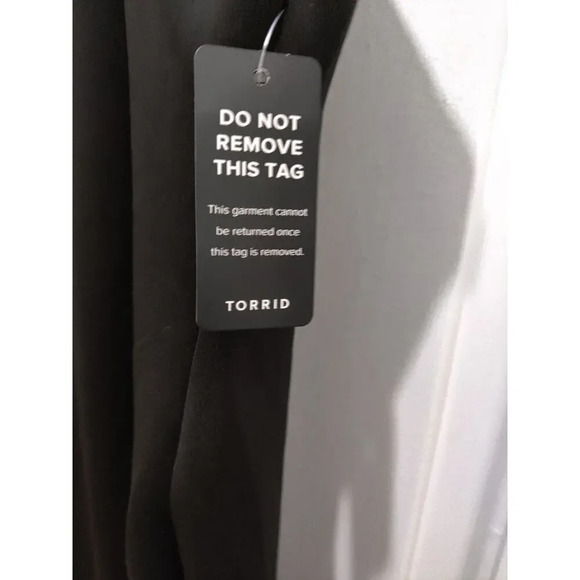 DO NOT
REMOVE
THIS TAG
This garment cannot
be returned once
this tag is removed.
TORRID